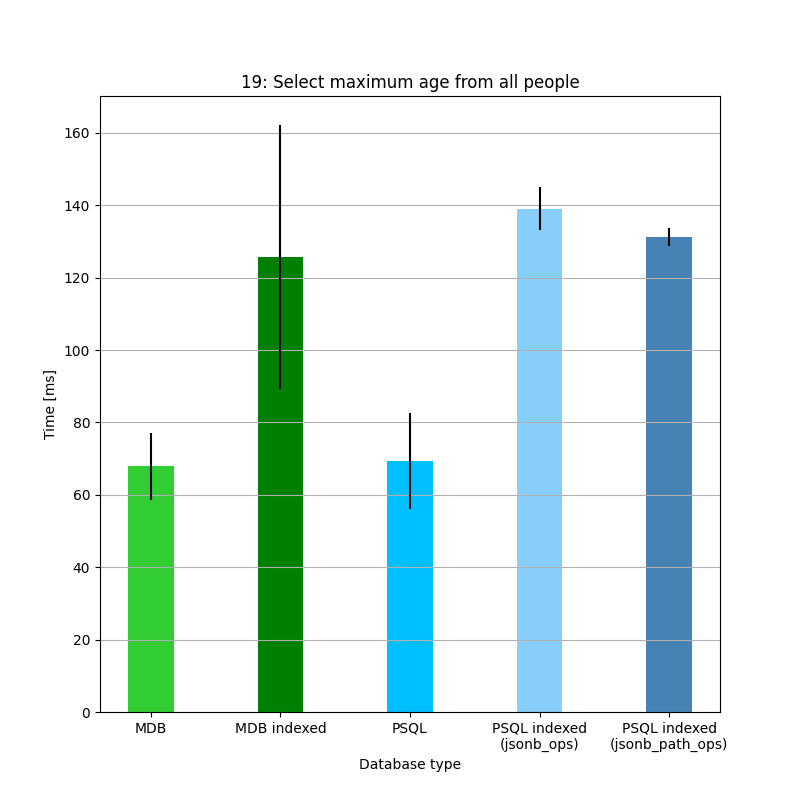 19: Select maximum age from all people
160
140
120
100
80
60
40
20
0
Time [ms]
MDB
MDB indexed
PSQL
PSQL indexed
(jsonb_ops)
PSQL indexed
(jsonb_path_ops)
Database type